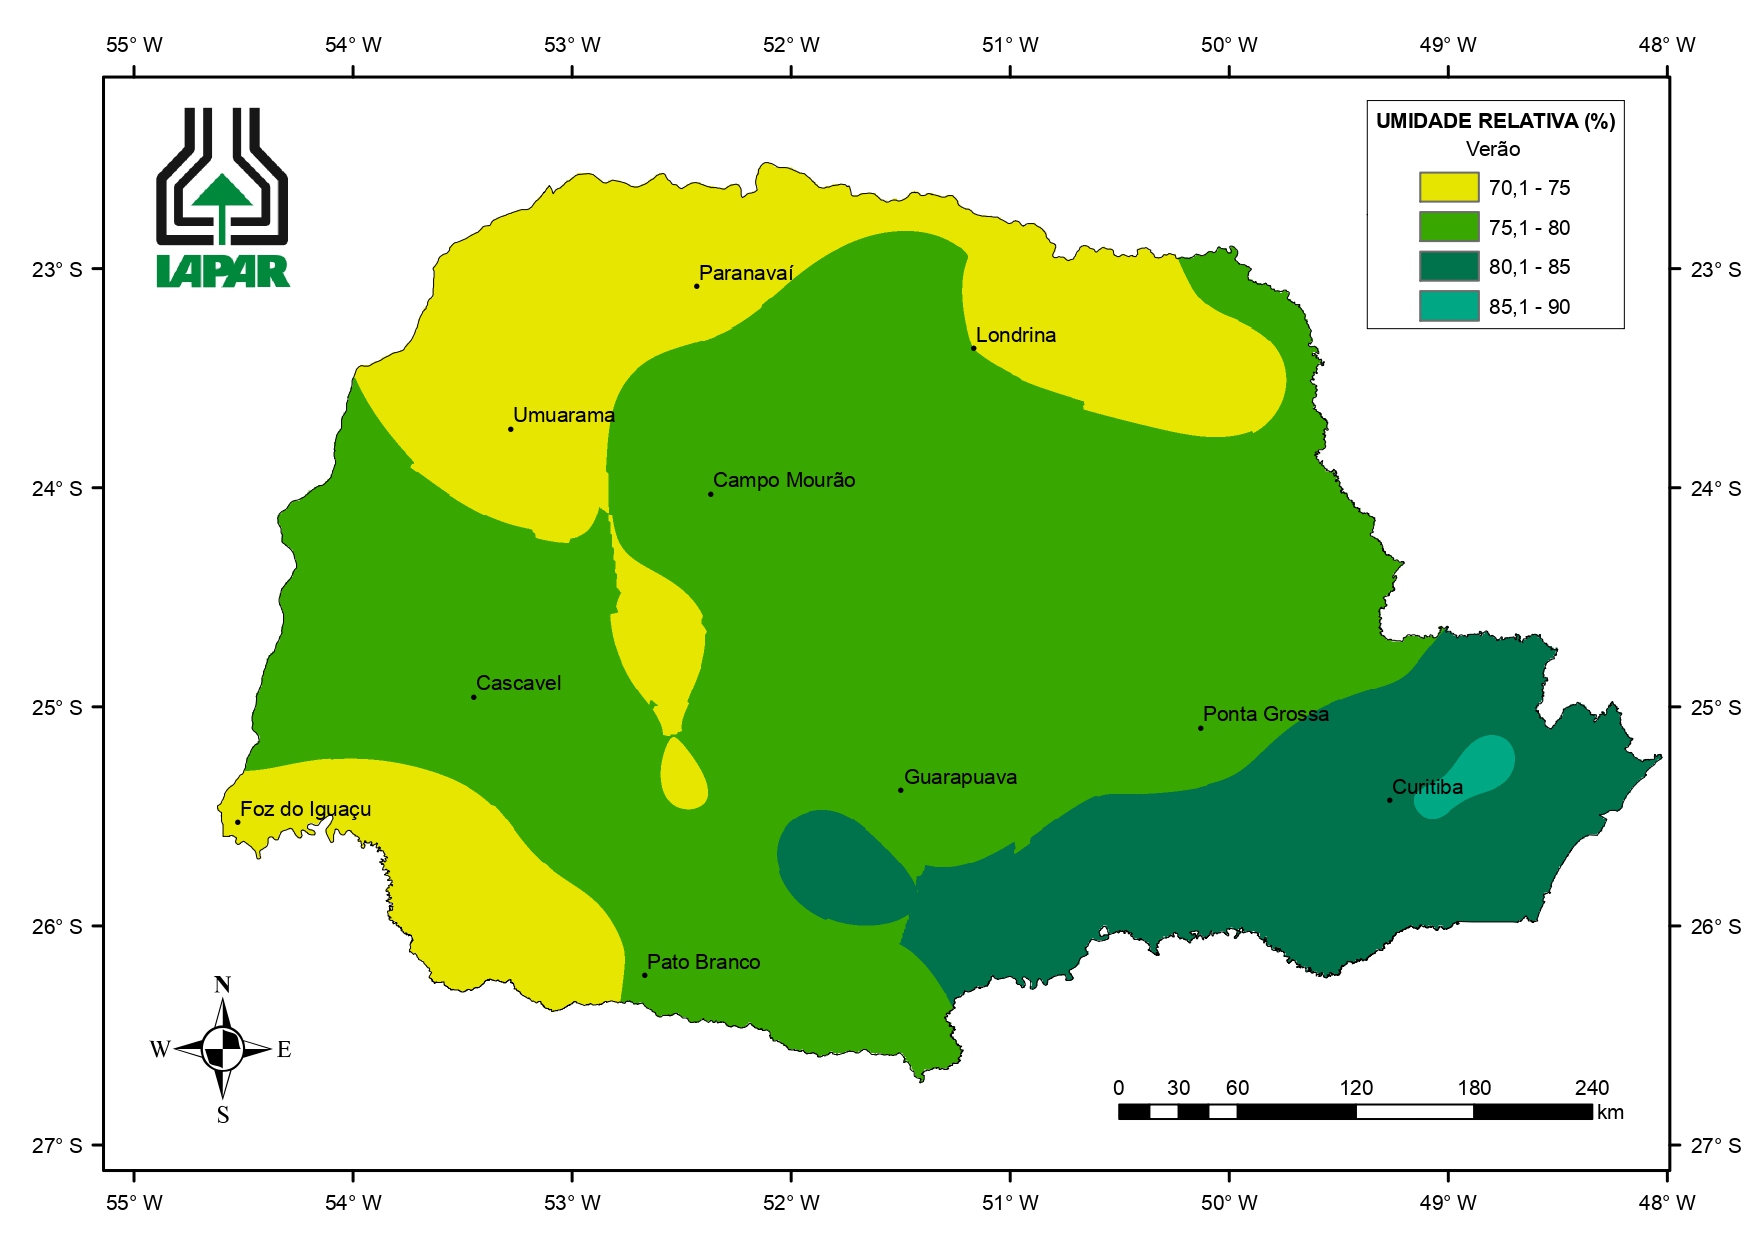 55° W 54° W 53° W 52° W 51° W 50° W 49° W 48° W
IAPAR
UMIDADE RELATIVA (%)
Verão
70,1 - 75
75,1 - 80
80,1 - 85
85,1 - 90
23° S 23° S
Paranavaí
Londrina
Umuarama
Campo Mourão
24° S 24° S
Cascavel
25° S 25° S
Ponta Grossa
Guarapuava
Curitiba
Foz do Iguaçu
26° S 26° S
Pato Branco
N
W E
S
0 30 60 120 180 240
km
27° S 27° S
55° W 54° W 53° W 52° W 51° W 50° W 49° W 48° W